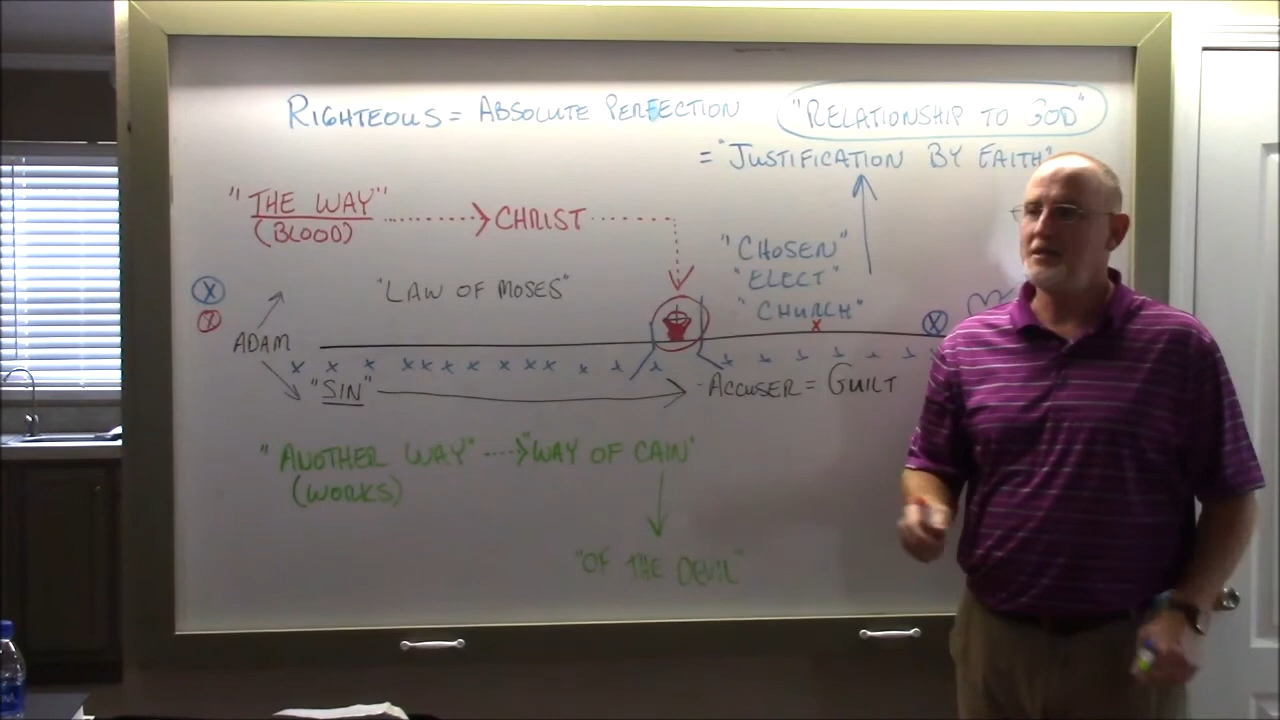 RIGHTEOUS = ABSOLUTE PERFECTION "RELATIONSHIP TO GOD"
= "JUSTIFICATION BY FAITH"
"THE WAY" CHRIST
(BLOOD)
"CHOSEN"
"ELECT"
"CHURCH"
"LAW OF MOSES"
ADAM
"SIN" ACCUSER = GUILT
"ANOTHER WAY" "WAY OF CAIN"
(WORKS)
"OF THE DEVIL"